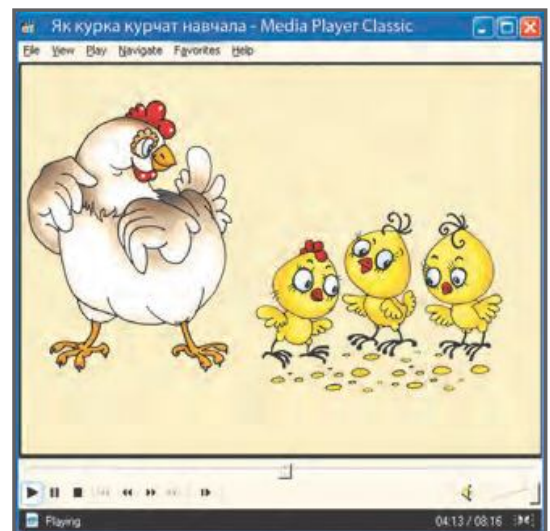 Як курка курчат навчала - Media Player Classic
File View Play Navigate Favorites Help
Playing 04:13 / 08:16